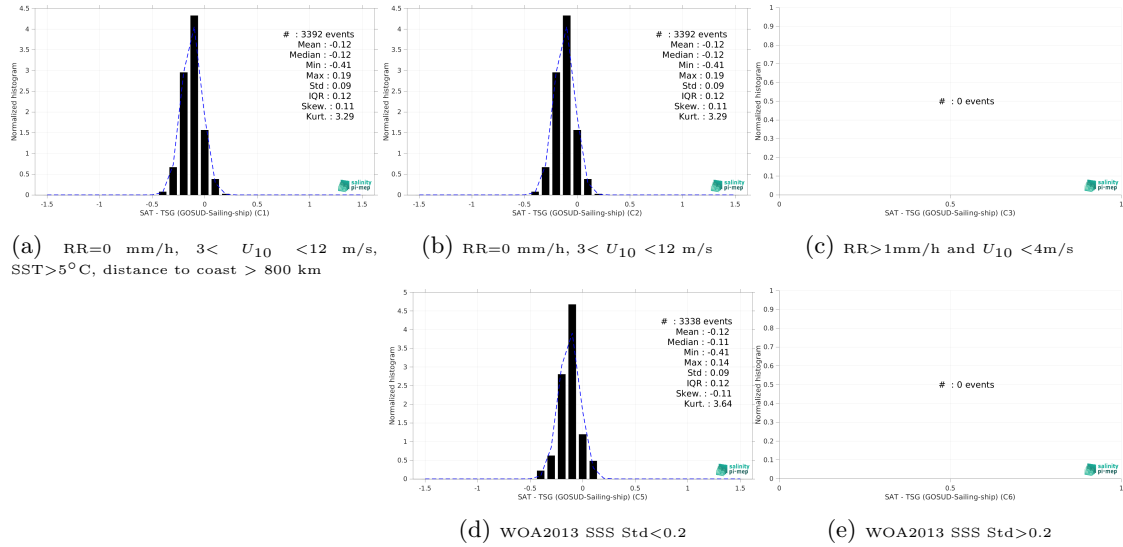 4.5
4
3.5
3
2.5
2
1.5
1
0.5
0
Normalized histogram
# : 3392 events
Mean : -0.12
Median : -0.12
Min : -0.41
Max : 0.19
Std : 0.09
IQR : 0.12
Skew. : 0.11
Kurt. : 3.29
salinity
pi-mep
-1.5 -1 -0.5 0 0.5 1 1.5
SAT - TSG (GOSUD-Sailing-ship) (C1)
(a) RR=0 mm/h, 3< U10 <12 m/s,
SST>5°C, distance to coast > 800 km
4.5
4
3.5
3
2.5
2
1.5
1
0.5
0
Normalized histogram
# : 3392 events
Mean : -0.12
Median : -0.12
Min : -0.41
Max : 0.19
Std : 0.09
IQR : 0.12
Skew. : 0.11
Kurt. : 3.29
salinity
pi-mep
-1.5 -1 -0.5 0 0.5 1 1.5
SAT - TSG (GOSUD-Sailing-ship) (C2)
(b) RR=0 mm/h, 3< U10 <12 m/s
1
0.9
0.8
0.7
0.6
0.5
0.4
0.3
0.2
0.1
0
Normalized histogram
# : 0 events
salinity
pi-mep
0.5 1
SAT - TSG (GOSUD-Sailing-ship) (C3)
(c) RR>1mm/h and U10 <4m/s
5
4.5
4
3.5
3
2.5
2
1.5
1
0.5
0
Normalized histogram
# : 3338 events
Mean : -0.12
Median : -0.11
Min : -0.41
Max : 0.14
Std : 0.09
IQR : 0.12
Skew. : -0.11
Kurt. : 3.64
salinity
pi-mep
-1.5 -1 -0.5 0 0.5 1 1.5
SAT - TSG (GOSUD-Sailing-ship) (C5)
(d) WOA2013 SSS Std<0.2
1
0.9
0.8
0.7
0.6
0.5
0.4
0.3
0.2
0.1
0
Normalized histogram
# : 0 events
salinity
pi-mep
0.5 1
SAT - TSG (GOSUD-Sailing-ship) (C6)
(e) WOA2013 SSS Std>0.2